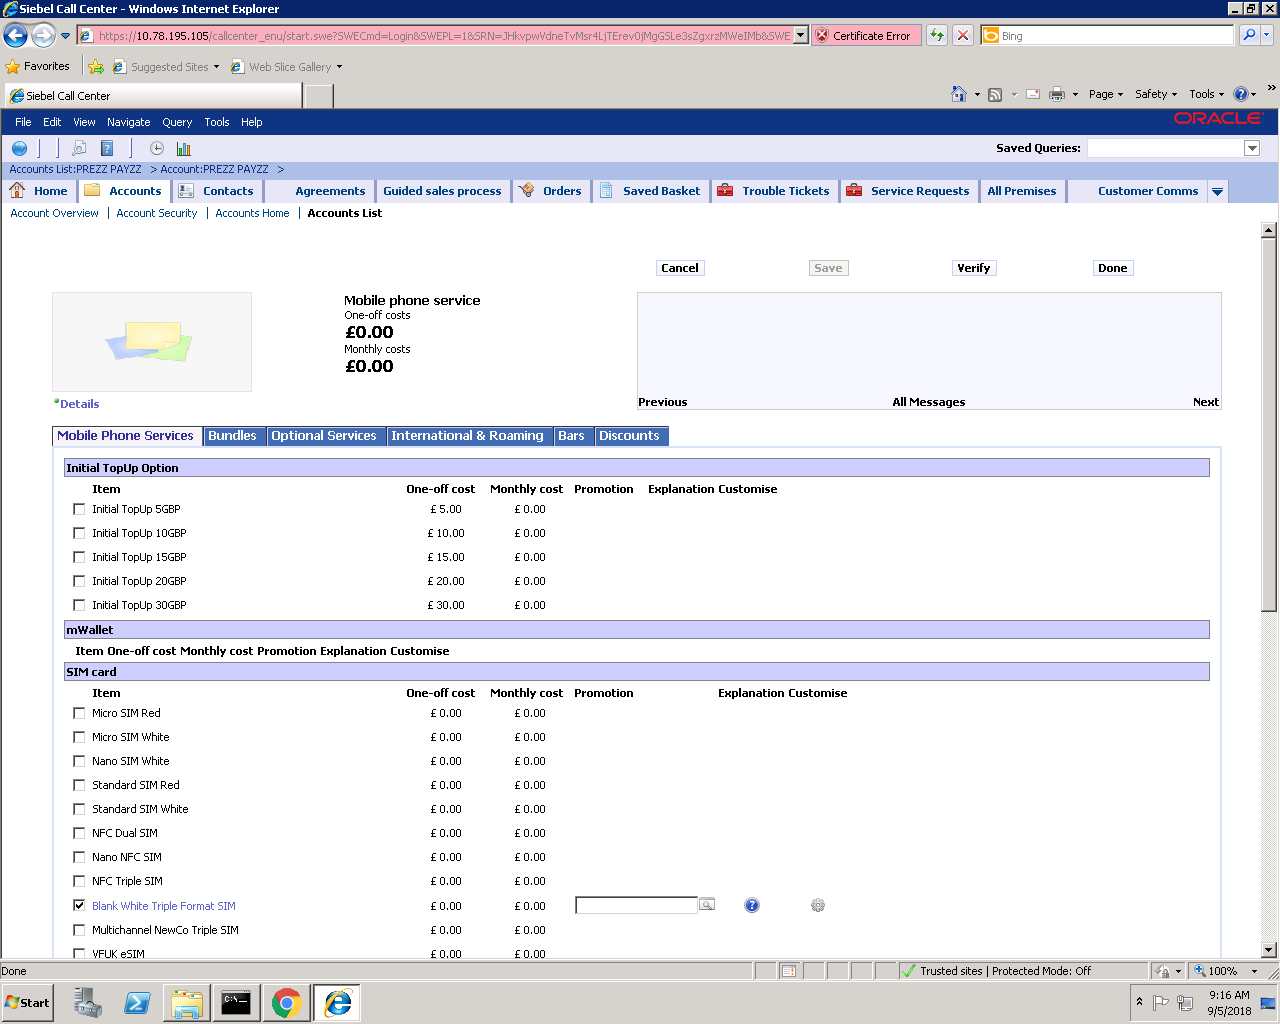 Siebel Call Center - Windows Internet Explorer
https://10.78.195.105/callcenter_enu/start.swe?SWECmd=Login&SWEPL=1&SRN=JHkvpwVdneTvMsr4LjTErev0jMgGSLe3sZgxrzMWeIMb&SWE
Certificate Error
Bing
Favorites
Suggested Sites
Web Slice Gallery
Siebel Call Center
Page Safety Tools
File Edit View Navigate Query Tools Help
ORACLE
Saved Queries:
Accounts List:PREZZ PAYZZ > Account:PREZZ PAYZZ >
Home Accounts Contacts Agreements Guided sales process Orders Saved Basket Trouble Tickets Service Requests All Premises Customer Comms
Account Overview | Account Security | Accounts Home | Accounts List
Cancel Save Verify Done
Mobile phone service
One-off costs
£0.00
Monthly costs
£0.00
Details
Previous All Messages Next
Mobile Phone Services Bundles Optional Services International & Roaming Bars Discounts
Initial TopUp Option
Item One-off cost Monthly cost Promotion Explanation Customise
Initial TopUp 5GBP £ 5.00 £ 0.00
Initial TopUp 10GBP £ 10.00 £ 0.00
Initial TopUp 15GBP £ 15.00 £ 0.00
Initial TopUp 20GBP £ 20.00 £ 0.00
Initial TopUp 30GBP £ 30.00 £ 0.00
mWallet
Item One-off cost Monthly cost Promotion Explanation Customise
SIM card
Item One-off cost Monthly cost Promotion Explanation Customise
Micro SIM Red £ 0.00 £ 0.00
Micro SIM White £ 0.00 £ 0.00
Nano SIM White £ 0.00 £ 0.00
Standard SIM Red £ 0.00 £ 0.00
Standard SIM White £ 0.00 £ 0.00
NFC Dual SIM £ 0.00 £ 0.00
Nano NFC SIM £ 0.00 £ 0.00
NFC Triple SIM £ 0.00 £ 0.00
Blank White Triple Format SIM £ 0.00 £ 0.00
Multichannel NewCo Triple SIM £ 0.00 £ 0.00
VFUK eSIM £ 0.00 £ 0.00
Done
Trusted sites | Protected Mode: Off
100%
Start
9:16 AM
9/5/2018